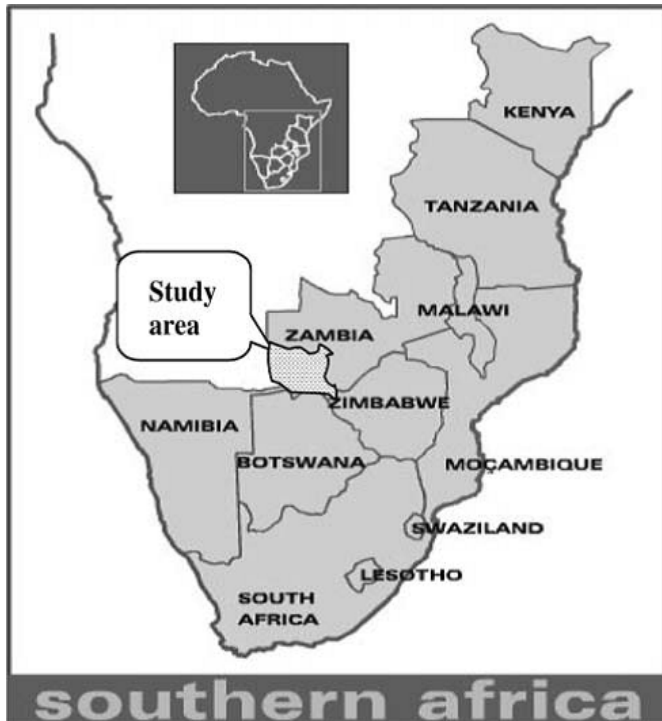 KENYA
TANZANIA
Study
area
MALAWI
ZAMBIA
ZIMBABWE
NAMIBIA
BOTSWANA
MOÇAMBIQUE
SWAZILAND
LESOTHO
SOUTH
AFRICA
southern africa